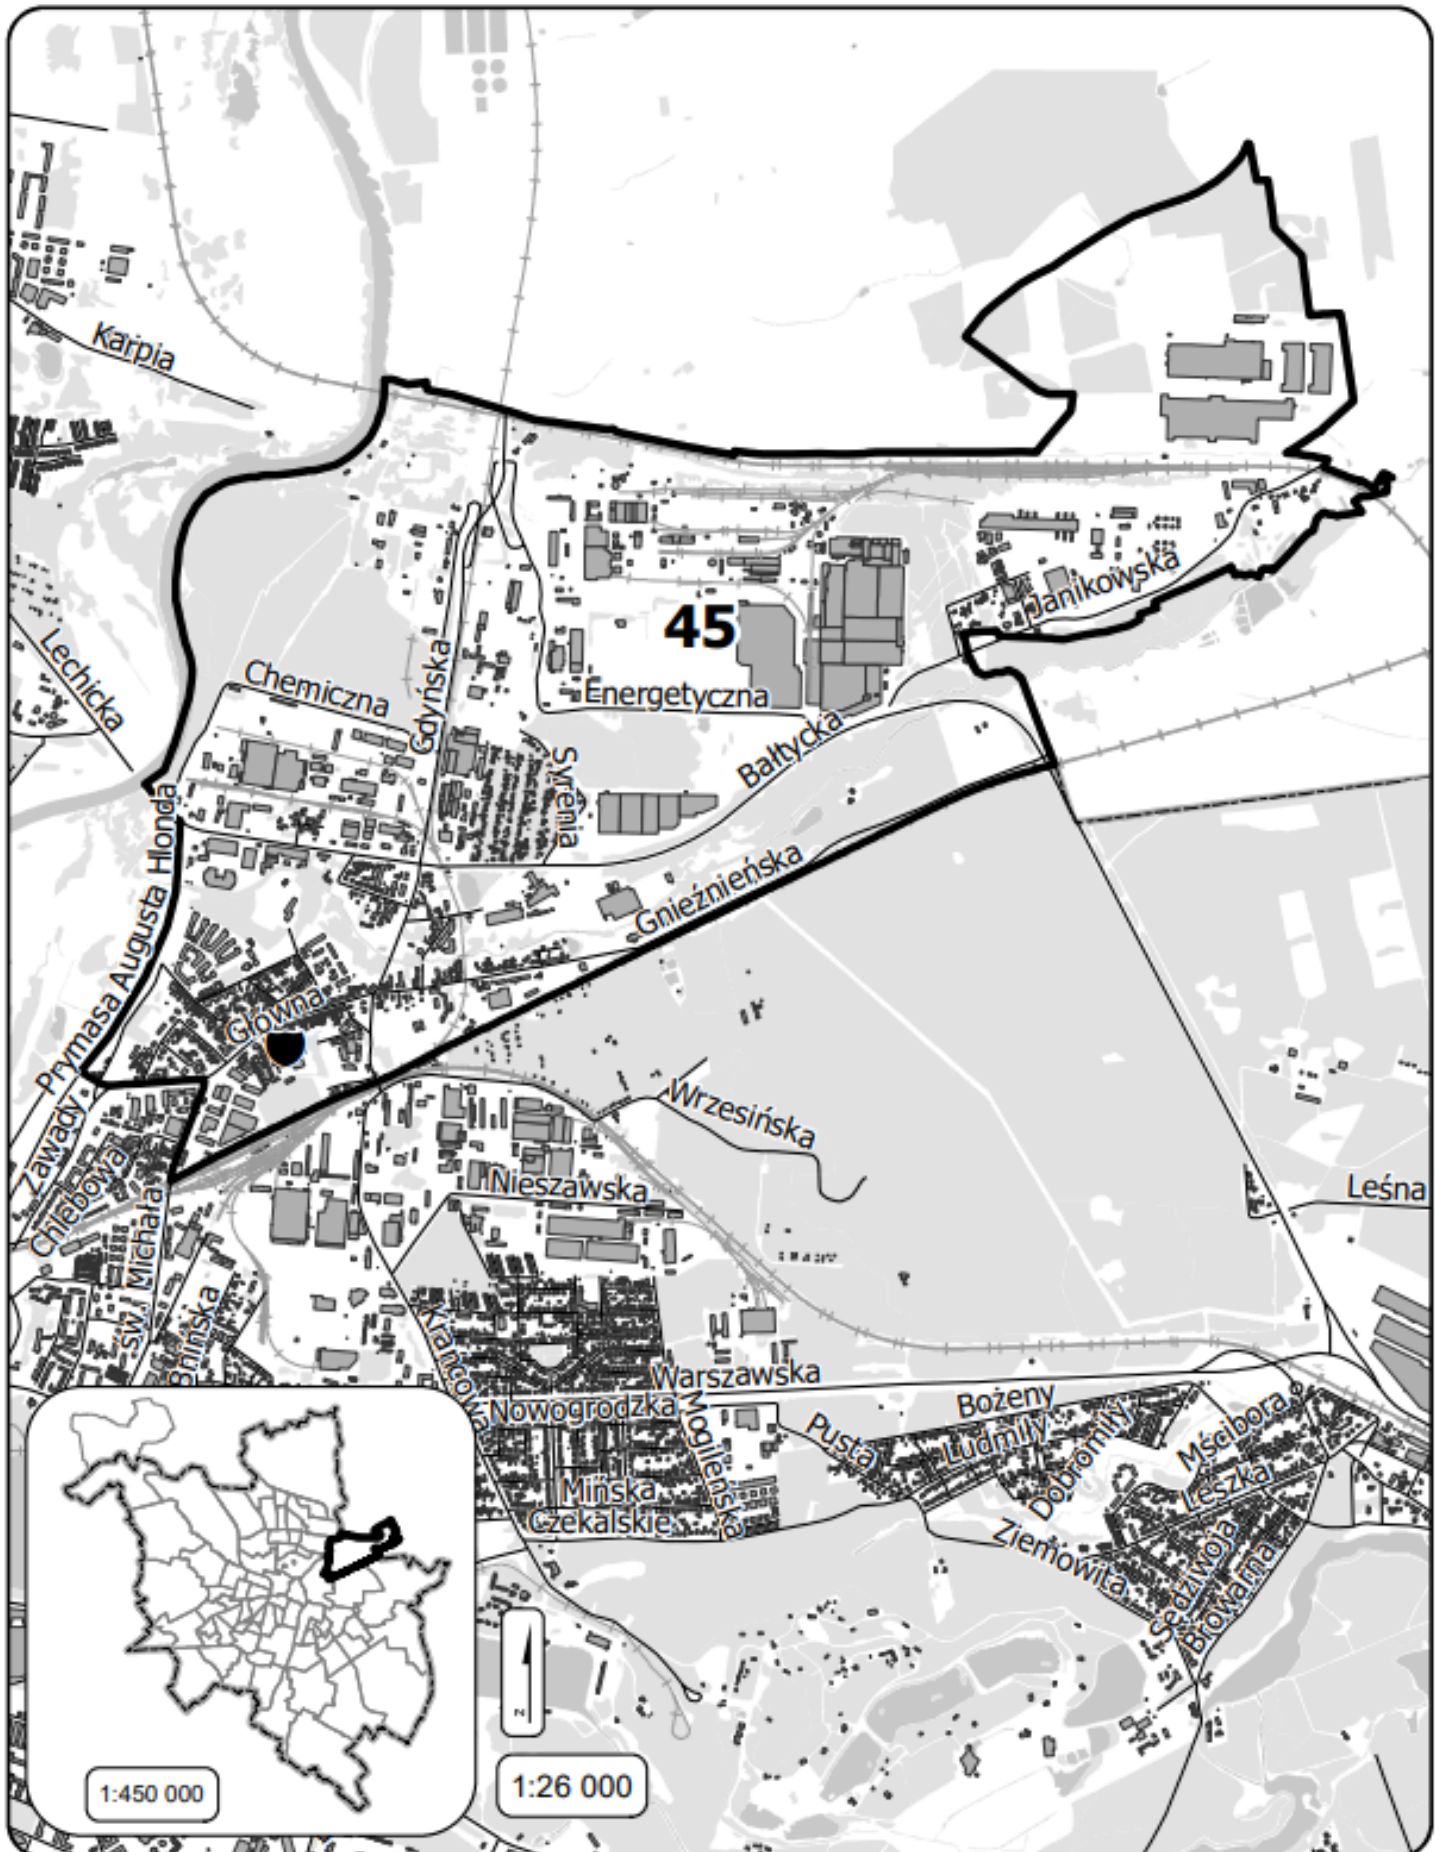 Karpia
Lechicka
45
Janikowska
Chemiczna
Gdyńska
Energetyczna
Bałtycka
Syrenia
Prymasa Augusta Hlonda
Gnieźnieńska
Główna
Wrzesińska
Zawady
Chlebowa
św. Michała
Nieszawska
Leśna
Bnińska
Krańcowa
Warszawska
Nowogrodzka
Mogileńska
Bożeny
Pusta
Ludmiły
Dobromiły
Mścibora
Leszka
Mińska
Czekalskie
Ziemowita
Sędziwoja
Browarna
N
1:450 000
1:26 000